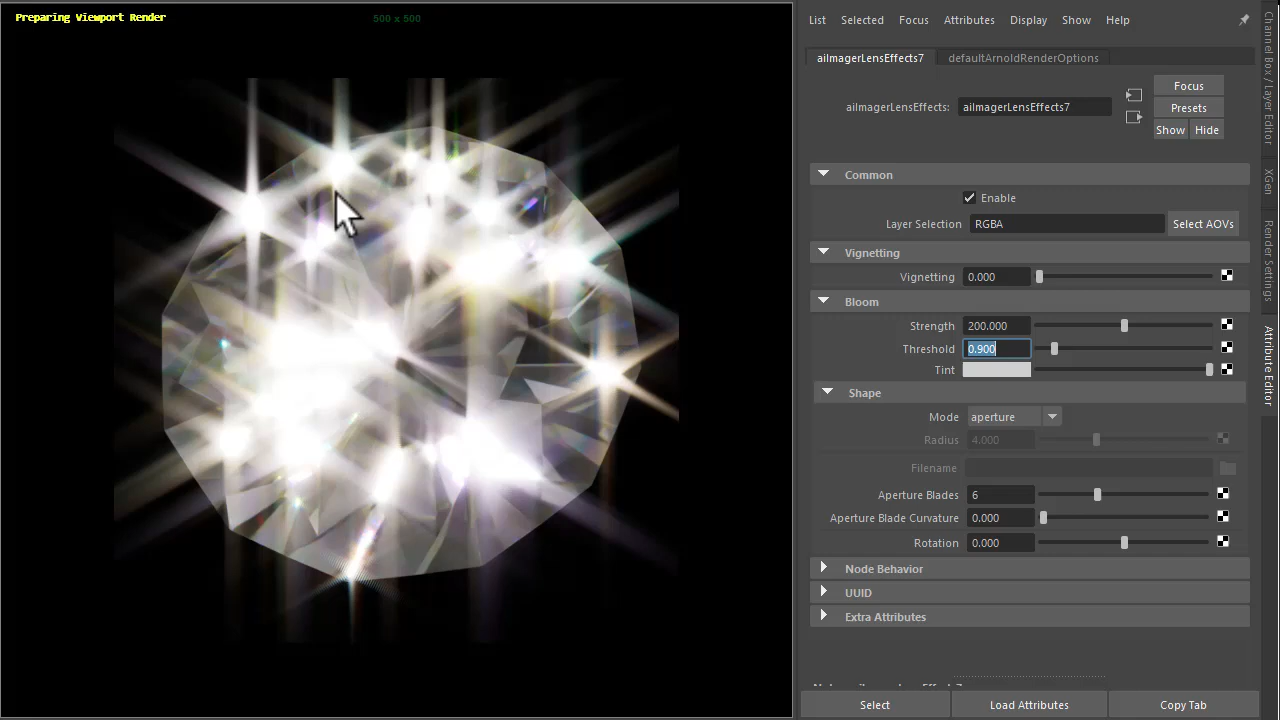 Preparing Viewport Render
500 x 500
List Selected Focus Attributes Display Show Help
aiImagerLensEffects7 defaultArnoldRenderOptions
aiImagerLensEffects: aiImagerLensEffects7
Focus
Presets
Show Hide
Common
Enable
Layer Selection RGBA Select AOVs
Vignetting
Vignetting 0.000
Bloom
Strength 200.000
Threshold 0.900
Tint
Shape
Mode aperture
Radius 4.000
Filename
Aperture Blades 6
Aperture Blade Curvature 0.000
Rotation 0.000
Node Behavior
UUID
Extra Attributes
Select Load Attributes Copy Tab
Channel Box / Layer Editor
XGen
Render Settings
Attribute Editor